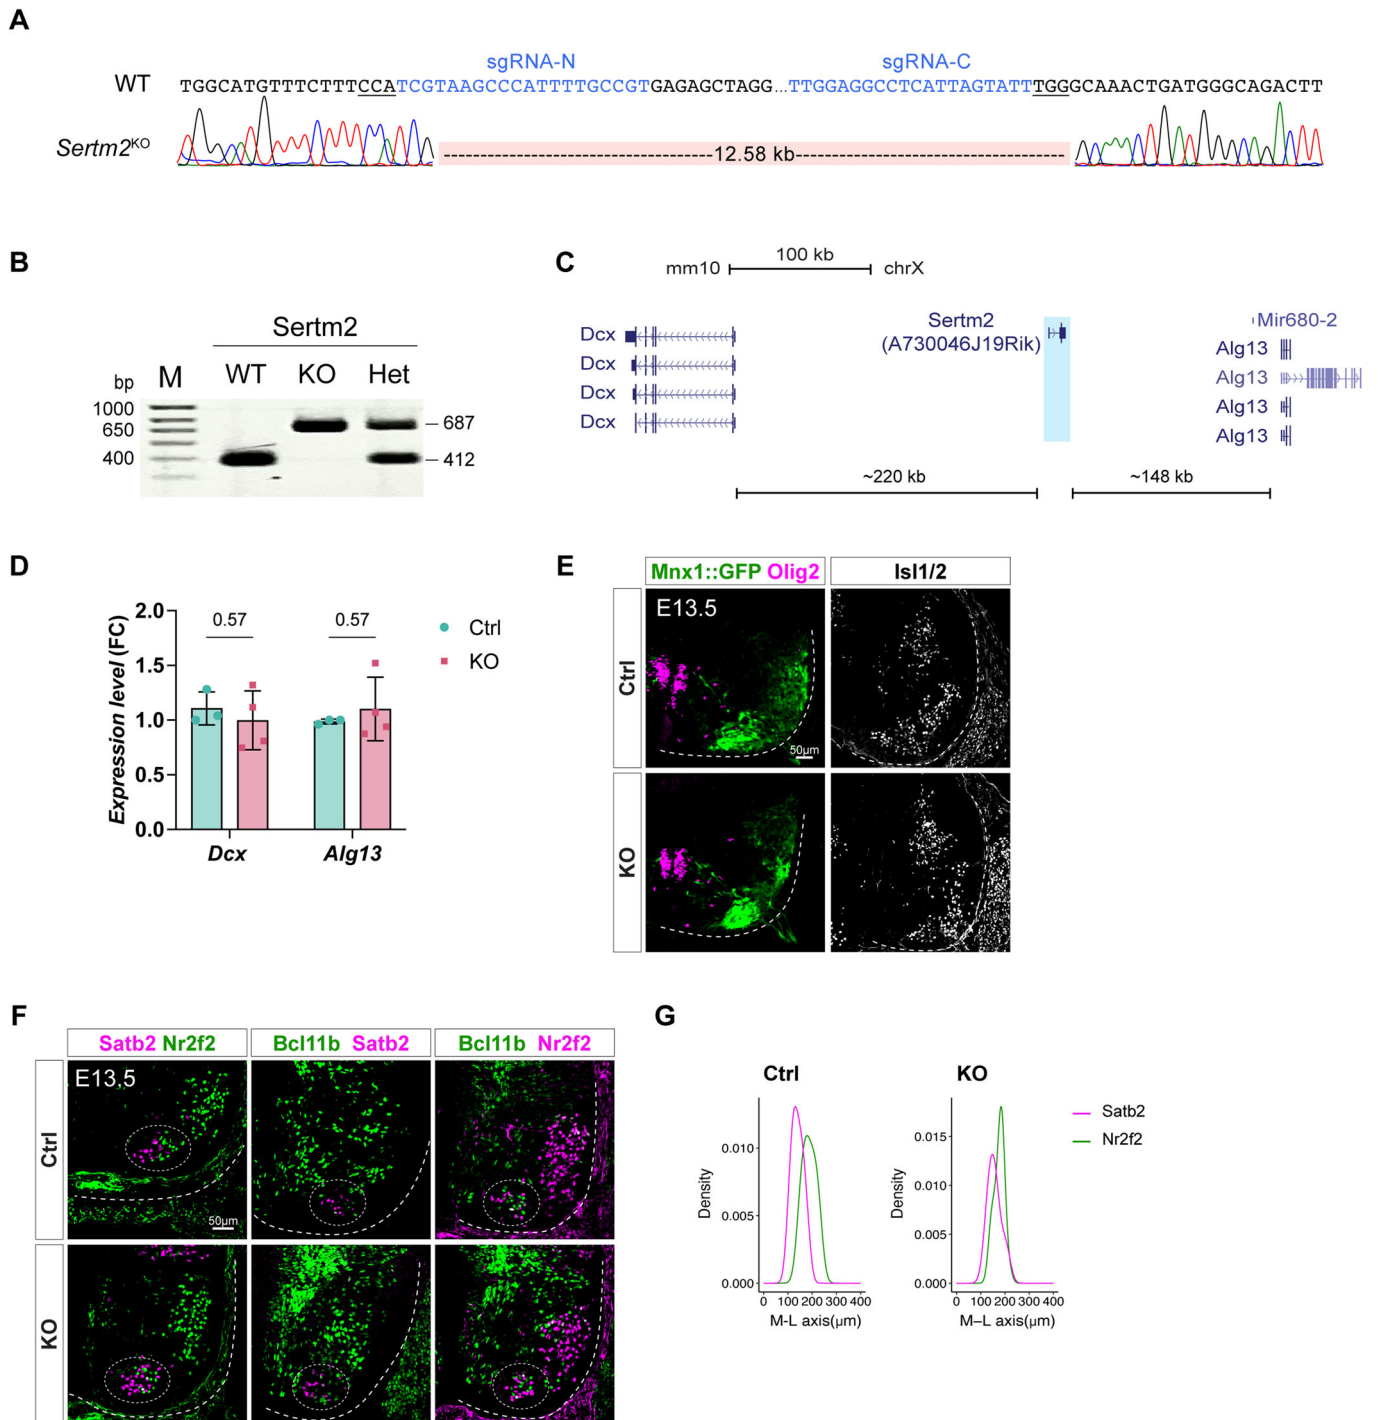 A
sgRNA-N sgRNA-C
WT TGGCATGTTTCTTTCCATCGTAAGCCCATTTTGCCGTGAGAGCTAGG...TTGGAGGCCTCATTAGTATTTGGGCAAACTGATGGGCAGACTT
Sertm2KO 12.58 kb
B
Sertm2
bp M WT KO Het
1000
650
400
687
412
C
mm10 100 kb chrX
Dcx
Dcx
Dcx
Dcx
Sertm2
(A730046J19Rik)
Mir680-2
Alg13
Alg13
Alg13
Alg13
~220 kb ~148 kb
D
Expression level (FC)
2.0
1.5
1.0
0.5
0.0
0.57 0.57
Ctrl
KO
Dcx Alg13
E
Mnx1::GFP Olig2 Isl1/2
Ctrl
E13.5
50µm
KO
F
Satb2 Nr2f2 Bcl11b Satb2 Bcl11b Nr2f2
Ctrl
E13.5
50µm
KO
G
Ctrl KO
Satb2
Nr2f2
Density
0.010
0.005
0.000
0 100 200 300 400
M-L axis(µm)
Density
0.015
0.010
0.005
0.000
0 100 200 300 400
M–L axis(µm)